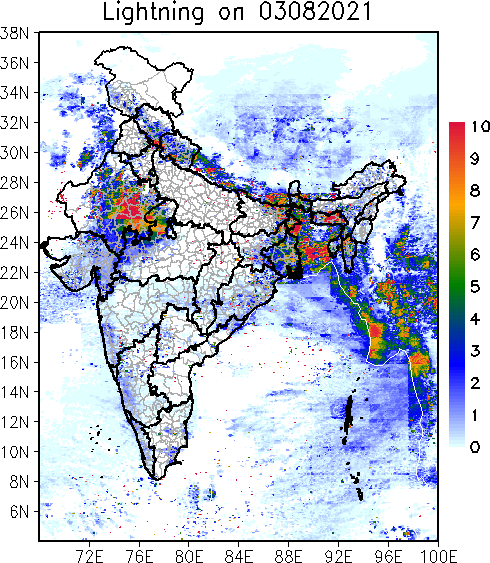 Lightning on 03082021
38N
36N
34N
32N
30N
28N
26N
24N
22N
20N
18N
16N
14N
12N
10N
8N
6N
72E 76E 80E 84E 88E 92E 96E 100E
10
9
8
7
6
5
4
3
2
1
0